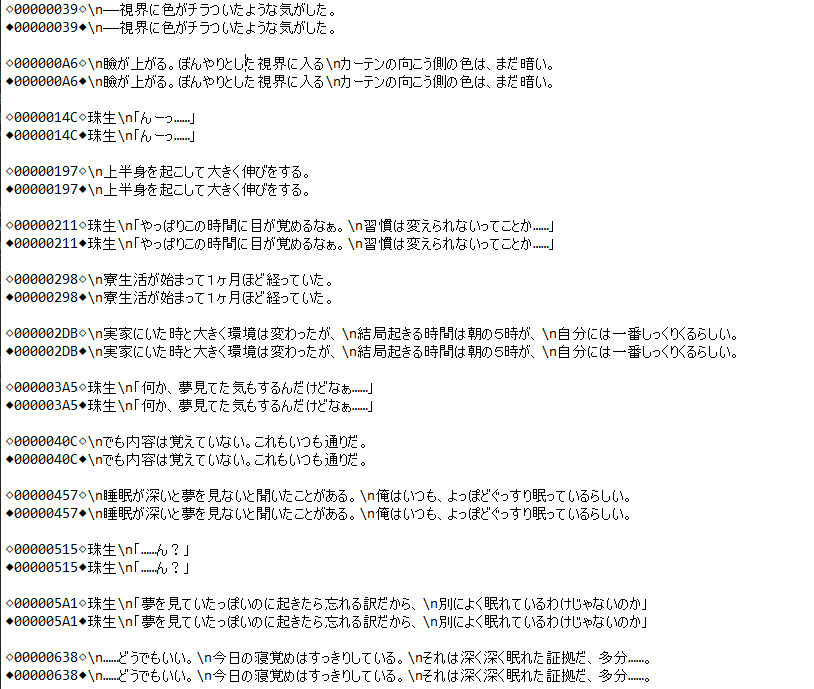 ◇00000039◇\n――視界に色がチラついたような気がした。
◆00000039◆\n――視界に色がチラついたような気がした。
◇000000A6◇\n瞼が上がる。ぼんやりとした視界に入る\nカーテンの向こう側の色は、まだ暗い。
◆000000A6◆\n瞼が上がる。ぼんやりとした視界に入る\nカーテンの向こう側の色は、まだ暗い。
◇0000014C◇珠生\n「んーっ……」
◆0000014C◆珠生\n「んーっ……」
◇00000197◇\n上半身を起こして大きく伸びをする。
◆00000197◆\n上半身を起こして大きく伸びをする。
◇00000211◇珠生\n「やっぱりこの時間に目が覚めるなぁ。\n習慣は変えられないってことか……」
◆00000211◆珠生\n「やっぱりこの時間に目が覚めるなぁ。\n習慣は変えられないってことか……」
◇00000298◇\n寮生活が始まって１ヶ月ほど経っていた。
◆00000298◆\n寮生活が始まって１ヶ月ほど経っていた。
◇000002DB◇\n実家にいた時と大きく環境は変わったが、\n結局起きる時間は朝の５時が、\n自分には一番しっくりくるらしい。
◆000002DB◆\n実家にいた時と大きく環境は変わったが、\n結局起きる時間は朝の５時が、\n自分には一番しっくりくるらしい。
◇000003A5◇珠生\n「何か、夢見てた気もするんだけどなぁ……」
◆000003A5◆珠生\n「何か、夢見てた気もするんだけどなぁ……」
◇0000040C◇\nでも内容は覚えていない。これもいつも通りだ。
◆0000040C◆\nでも内容は覚えていない。これもいつも通りだ。
◇00000457◇\n睡眠が深いと夢を見ないと聞いたことがある。\n俺はいつも、よっぽどぐっすり眠っているらしい。
◆00000457◆\n睡眠が深いと夢を見ないと聞いたことがある。\n俺はいつも、よっぽどぐっすり眠っているらしい。
◇00000515◇珠生\n「……ん？」
◆00000515◆珠生\n「……ん？」
◇000005A1◇珠生\n「夢を見ていたっぽいのに起きたら忘れる訳だから、\n別によく眠れているわけじゃないのか」
◆000005A1◆珠生\n「夢を見ていたっぽいのに起きたら忘れる訳だから、\n別によく眠れているわけじゃないのか」
◇00000638◇\n……どうでもいい。\n今日の寝覚めはすっきりしている。\nそれは深く深く眠れた証拠だ、多分……。
◆00000638◆\n……どうでもいい。\n今日の寝覚めはすっきりしている。\nそれは深く深く眠れた証拠だ、多分……。